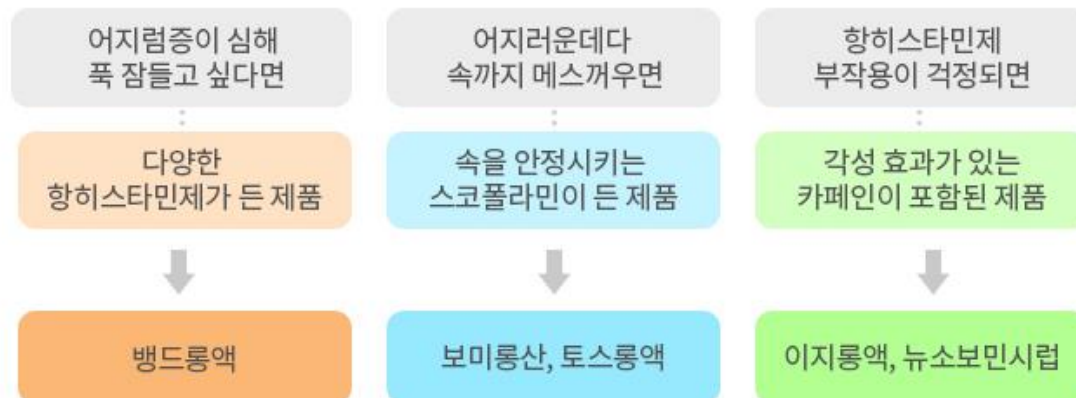 어지럼증이 심해
푹 잠들고 싶다면
다양한
항히스타민제가 든 제품
뱅드롱액
어지러운데다
속까지 메스꺼우면
속을 안정시키는
스코폴라민이 든 제품
보미롱산, 토스롱액
항히스타민제
부작용이 걱정되면
각성 효과가 있는
카페인이 포함된 제품
이지롱액, 뉴소보민시럽